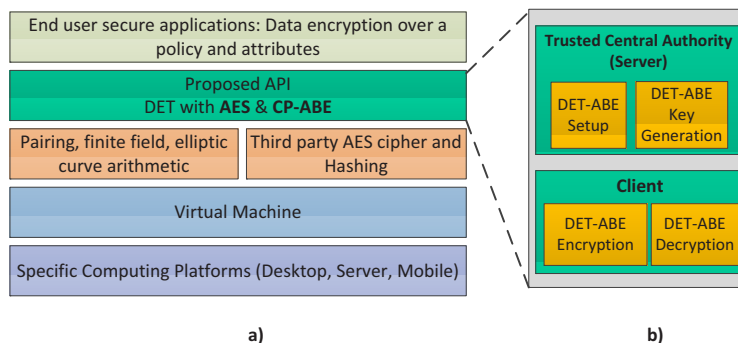 End user secure applications: Data encryption over a
policy and attributes
Proposed API
DET with AES & CP-ABE
Pairing, finite field, elliptic
curve arithmetic
Third party AES cipher and
Hashing
Virtual Machine
Specific Computing Platforms (Desktop, Server, Mobile)
a)
Trusted Central Authority
(Server)
DET-ABE
Setup
DET-ABE
Key
Generation
Client
DET-ABE
Encryption
DET-ABE
Decryption
b)